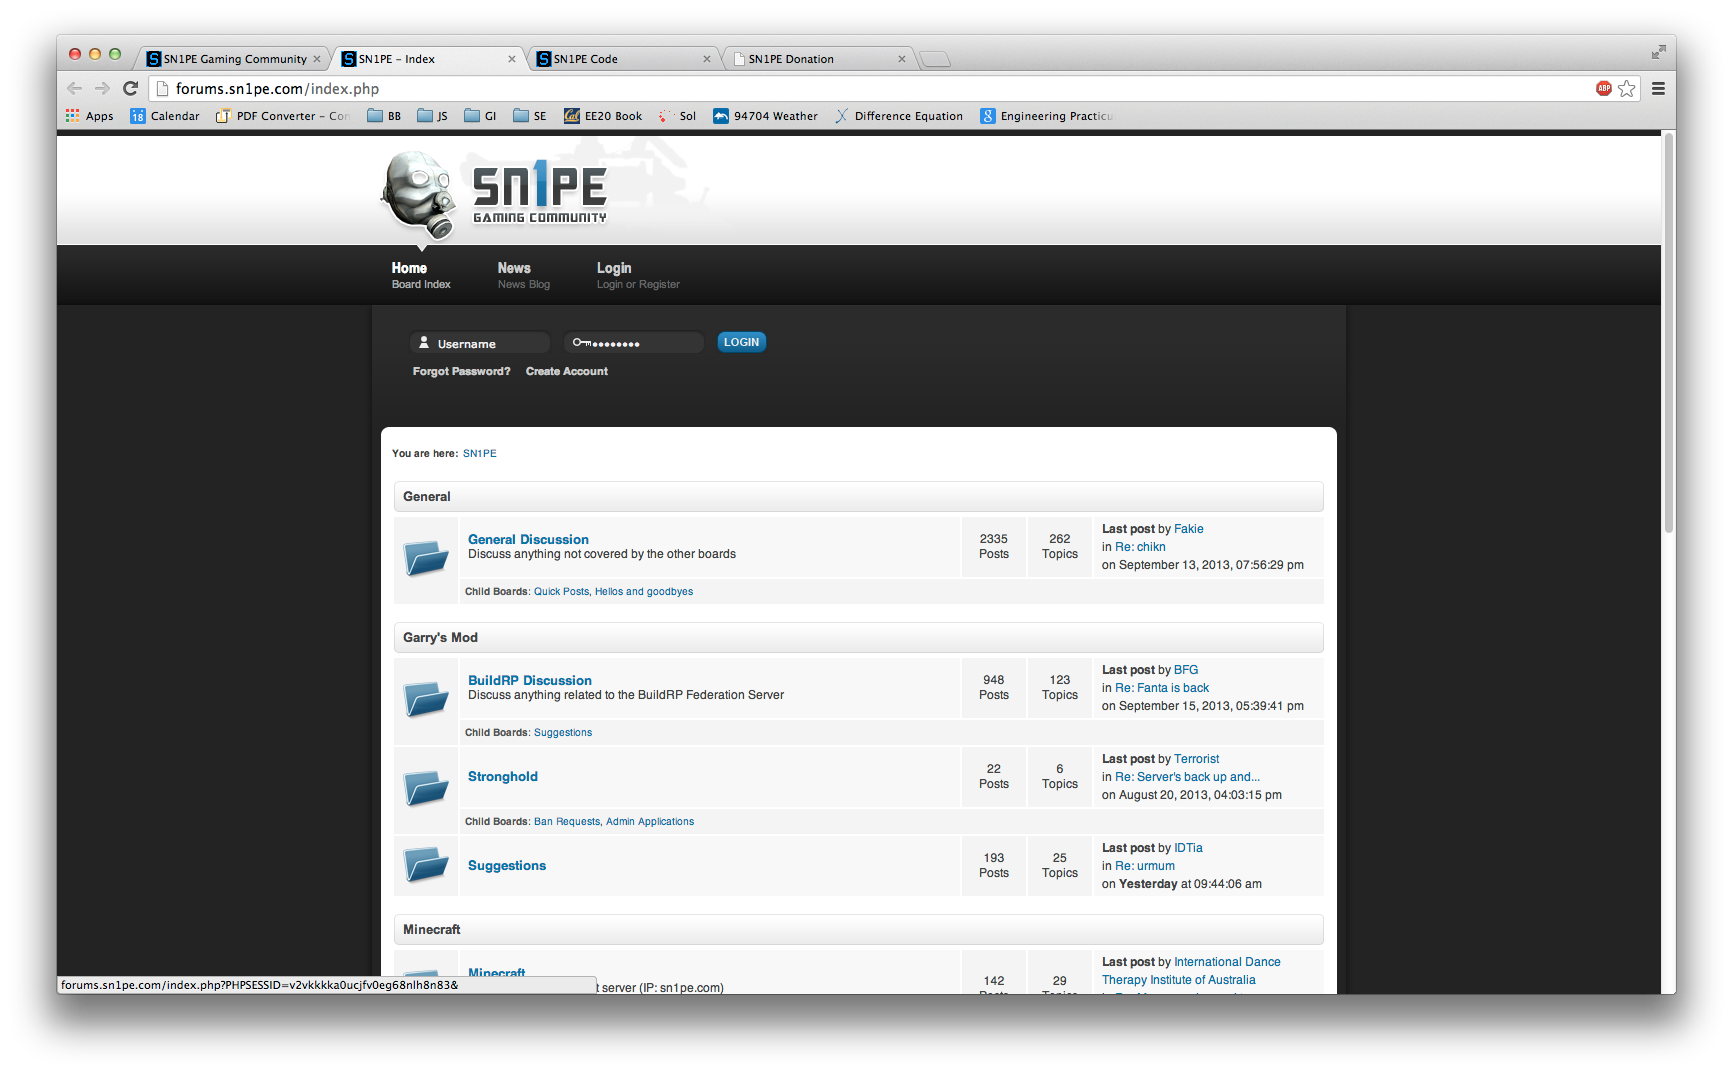 SN1PE Gaming Community
SN1PE – Index
SN1PE Code
SN1PE Donation
forums.sn1pe.com/index.php
ABP
Apps
18
Calendar
PDF Converter – Con
BB
JS
GI
SE
Cal
EE20 Book
Sol
94704 Weather
Difference Equation
Engineering Practicu
SN1PE
GAMING COMMUNITY
Home
Board Index
News
News Blog
Login
Login or Register
Username
LOGIN
Forgot Password?
Create Account
You are here: SN1PE
General
General Discussion
Discuss anything not covered by the other boards
2335
Posts
262
Topics
Last post by Fakie
in Re: chikn
on September 13, 2013, 07:56:29 pm
Child Boards: Quick Posts, Hellos and goodbyes
Garry's Mod
BuildRP Discussion
Discuss anything related to the BuildRP Federation Server
948
Posts
123
Topics
Last post by BFG
in Re: Fanta is back
on September 15, 2013, 05:39:41 pm
Child Boards: Suggestions
Stronghold
22
Posts
6
Topics
Last post by Terrorist
in Re: Server's back up and...
on August 20, 2013, 04:03:15 pm
Child Boards: Ban Requests, Admin Applications
Suggestions
193
Posts
25
Topics
Last post by IDTia
in Re: urmum
on Yesterday at 09:44:06 am
Minecraft
Minecraft
t server (IP: sn1pe.com)
142
Posts
29
Topics
Last post by International Dance
Therapy Institute of Australia
forums.sn1pe.com/index.php?PHPSESSID=v2vkkkka0ucjfv0eg68nlh8n83&